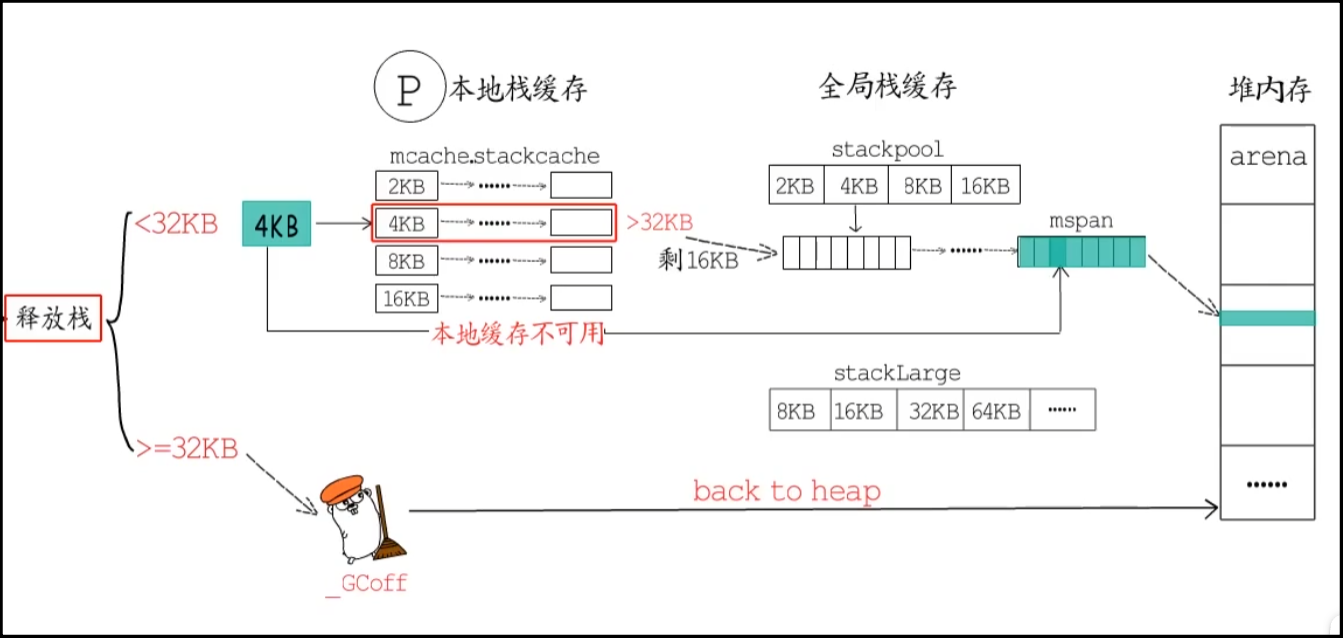 P
本地栈缓存
全局栈缓存
堆内存
mcache.stackcache
2KB ······
4KB ······
8KB ······
16KB ······
stackpool
2KB 4KB 8KB 16KB
arena
<32KB
4KB
>32KB
剩16KB
······
mspan
释放栈
本地缓存不可用
stackLarge
8KB 16KB 32KB 64KB ······
>=32KB
······
back to heap
_GCoff